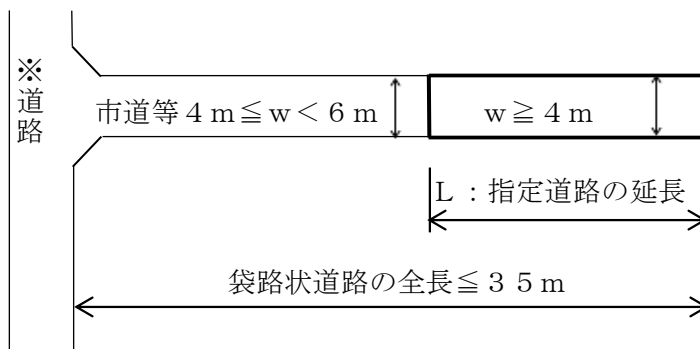 ※道路
市道等４ｍ≦ｗ＜６ｍ
ｗ≧４ｍ
Ｌ：指定道路の延長
袋路状道路の全長≦３５ｍ